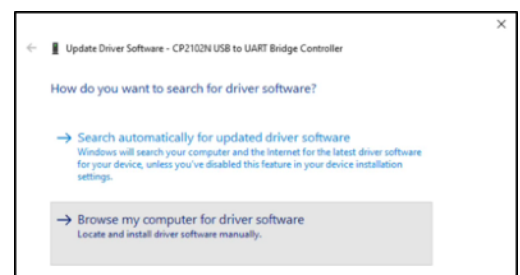 Update Driver Software - CP2102N USB to UART Bridge Controller
How do you want to search for driver software?
→ Search automatically for updated driver software
Windows will search your computer and the Internet for the latest driver software
for your device, unless you've disabled this feature in your device installation
settings.
→ Browse my computer for driver software
Locate and install driver software manually.